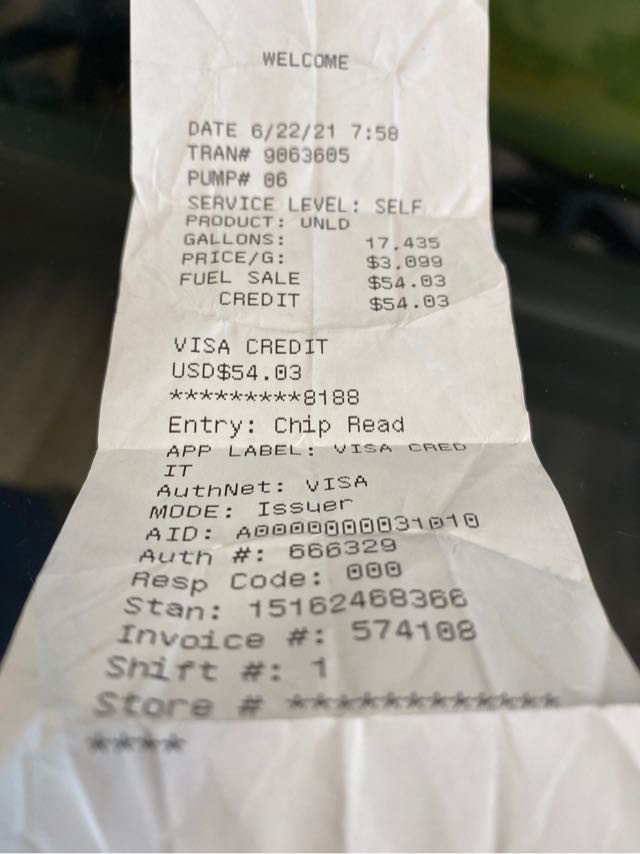 WELCOME
DATE 6/22/21 7:58
TRAN# 9063605
PUMP# 06
SERVICE LEVEL: SELF
PRODUCT: UNLD
GALLONS: 17.435
PRICE/G: $3.099
FUEL SALE $54.03
CREDIT $54.03
VISA CREDIT
USD$54.03
*********8188
Entry: Chip Read
APP LABEL: VISA CRED
IT
AuthNet: VISA
MODE: Issuer
AID: A0000000031010
Auth #: 666329
Resp Code: 000
Stan: 15162468366
Invoice #: 574108
Shift #: 1
Store # ************
****